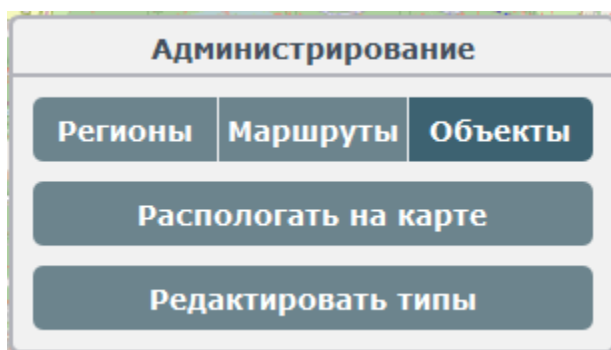 Администрирование
Регионы Маршруты Объекты
Распологать на карте
Редактировать типы